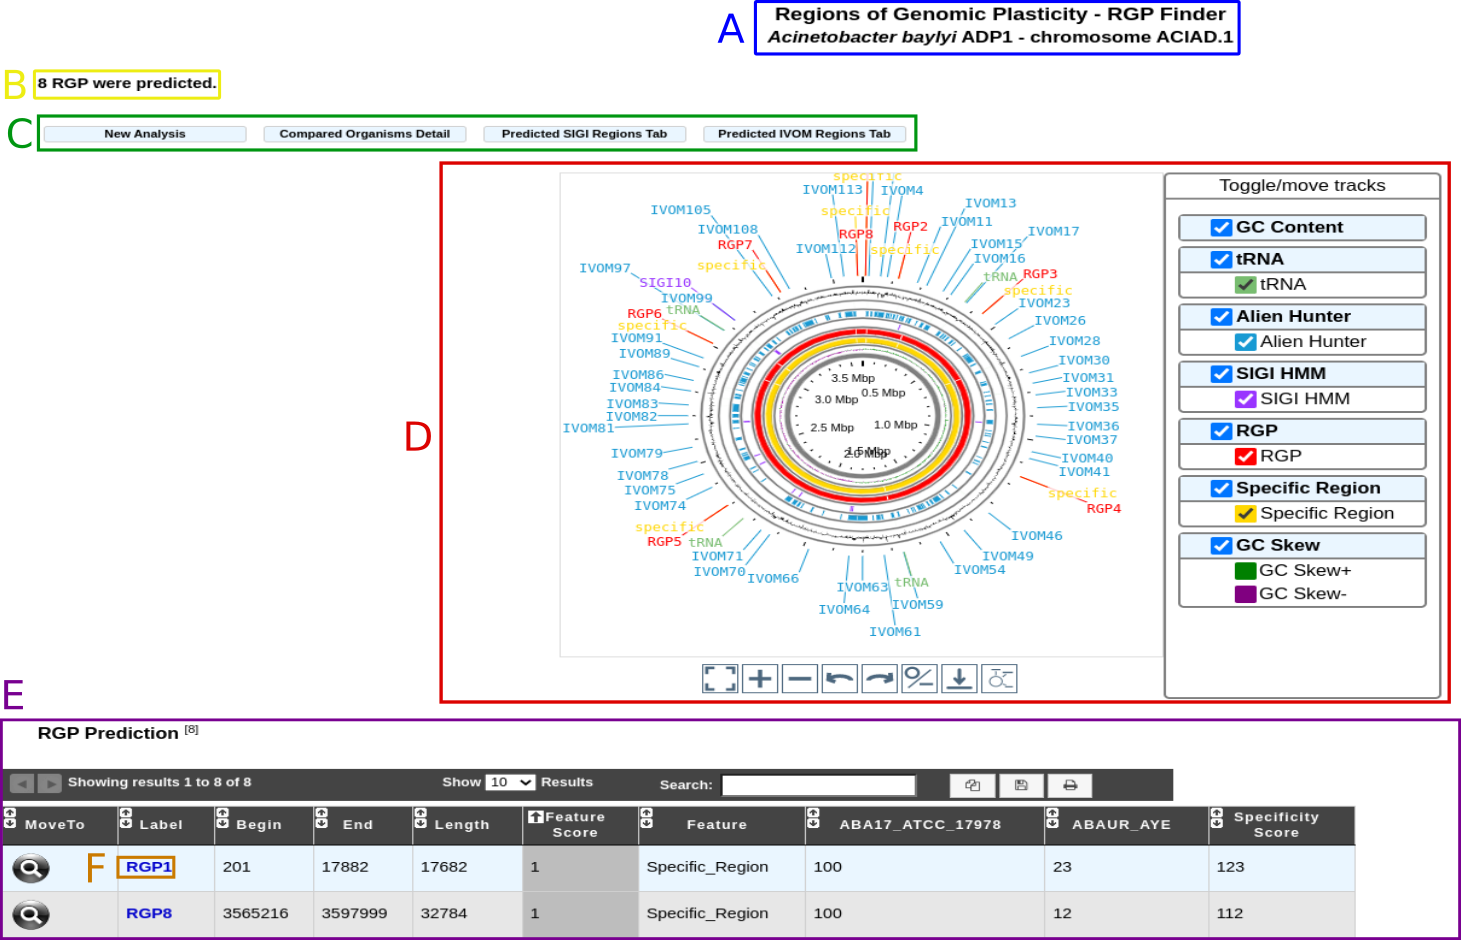 A
Regions of Genomic Plasticity - RGP Finder
Acinetobacter baylyi ADP1 - chromosome ACIAD.1
B
8 RGP were predicted.
C
New Analysis
Compared Organisms Detail
Predicted SIGI Regions Tab
Predicted IVOM Regions Tab
D
specific
IVOM113
IVOM4
IVOM105
specific
IVOM13
IVOM108
RGP8
RGP2
IVOM11
IVOM17
RGP7
IVOM112
specific
IVOM15
specific
IVOM16
IVOM97
tRNA
RGP3
SIGI10
specific
IVOM99
IVOM23
RGP6
tRNA
specific
IVOM26
IVOM91
IVOM28
IVOM89
IVOM30
IVOM86
IVOM31
IVOM84
IVOM33
IVOM83
IVOM35
IVOM82
IVOM81
IVOM36
IVOM37
IVOM79
IVOM40
IVOM78
IVOM41
IVOM75
specific
IVOM74
RGP4
specific
IVOM46
RGP5
tRNA
IVOM71
IVOM49
IVOM70
IVOM54
IVOM66
tRNA
IVOM63
IVOM64
IVOM59
IVOM61
3.5 Mbp
0.5 Mbp
3.0 Mbp
1.0 Mbp
2.5 Mbp
1.5 Mbp
2.0 Mbp
Toggle/move tracks
GC Content
tRNA
tRNA
Alien Hunter
Alien Hunter
SIGI HMM
SIGI HMM
RGP
RGP
Specific Region
Specific Region
GC Skew
GC Skew+
GC Skew-
E
RGP Prediction [8]
Showing results 1 to 8 of 8
Show 10 Results
Search:
MoveTo Label Begin End Length Feature Score Feature ABA17_ATCC_17978 ABAUR_AYE Specificity Score
F RGP1 201 17882 17682 1 Specific_Region 100 23 123
RGP8 3565216 3597999 32784 1 Specific_Region 100 12 112